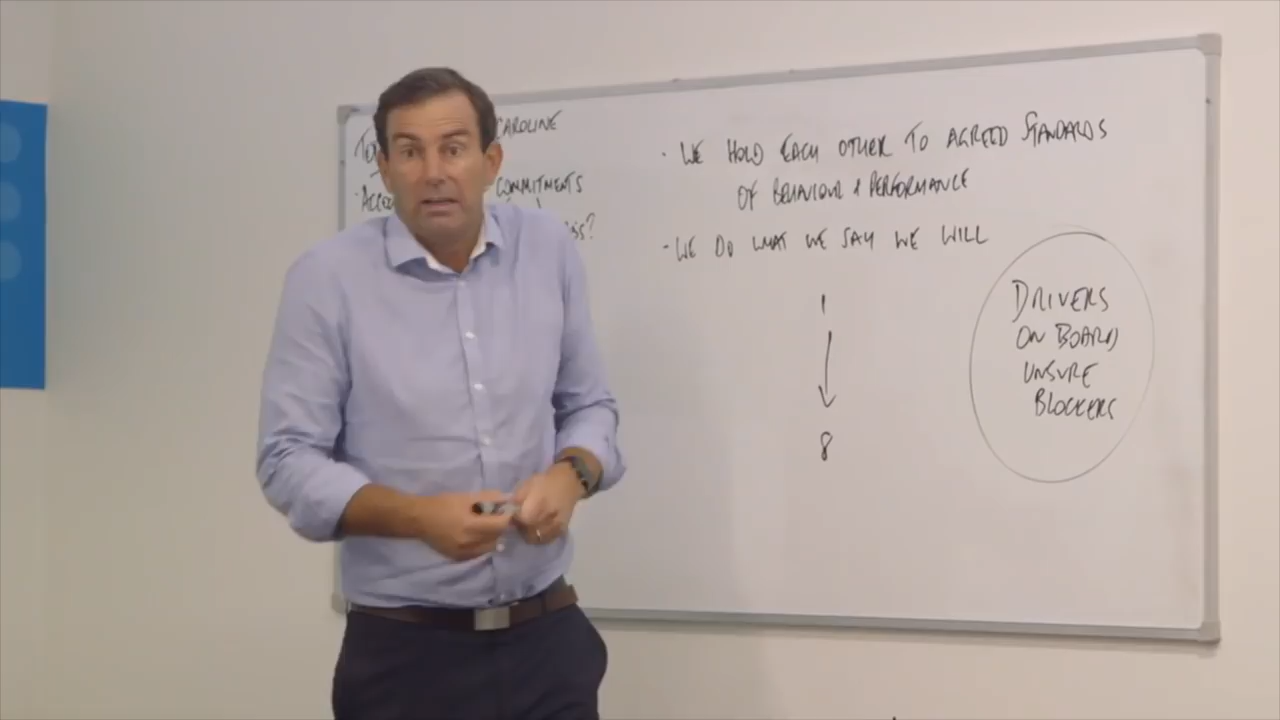 CAROLINE
COMMITMENTS
· WE HOLD EACH OTHER TO AGREED STANDARDS
OF BEHAVIOUR & PERFORMANCE
- WE DO WHAT WE SAY WE WILL
1
8
DRIVERS
ON BOARD
UNSURE
BLOCKERS